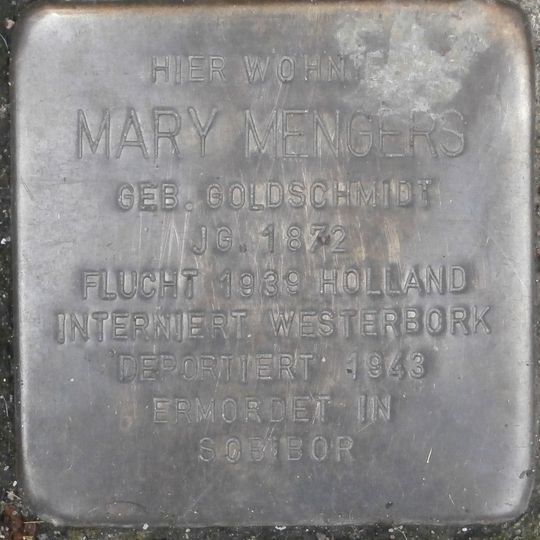 HIER WOHNTE
MARY MENGERS
GEB. GOLDSCHMIDT
JG. 1872
FLUCHT 1939 HOLLAND
INTERNIERT WESTERBORK
DEPORTIERT 1943
ERMORDET IN
SOBIBOR